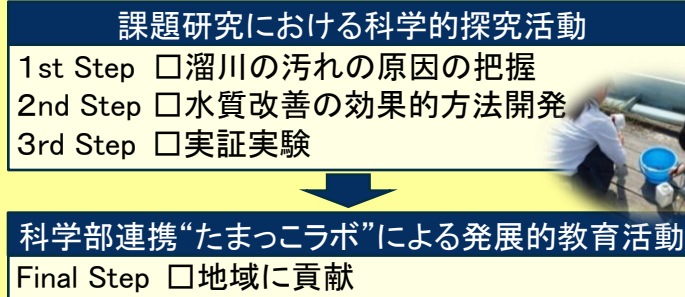 課題研究における科学的探究活動
1st Step □溜川の汚れの原因の把握
2nd Step □水質改善の効果的方法開発
3rd Step □実証実験
科学部連携“たまっこラボ”による発展的教育活動
Final Step □地域に貢献